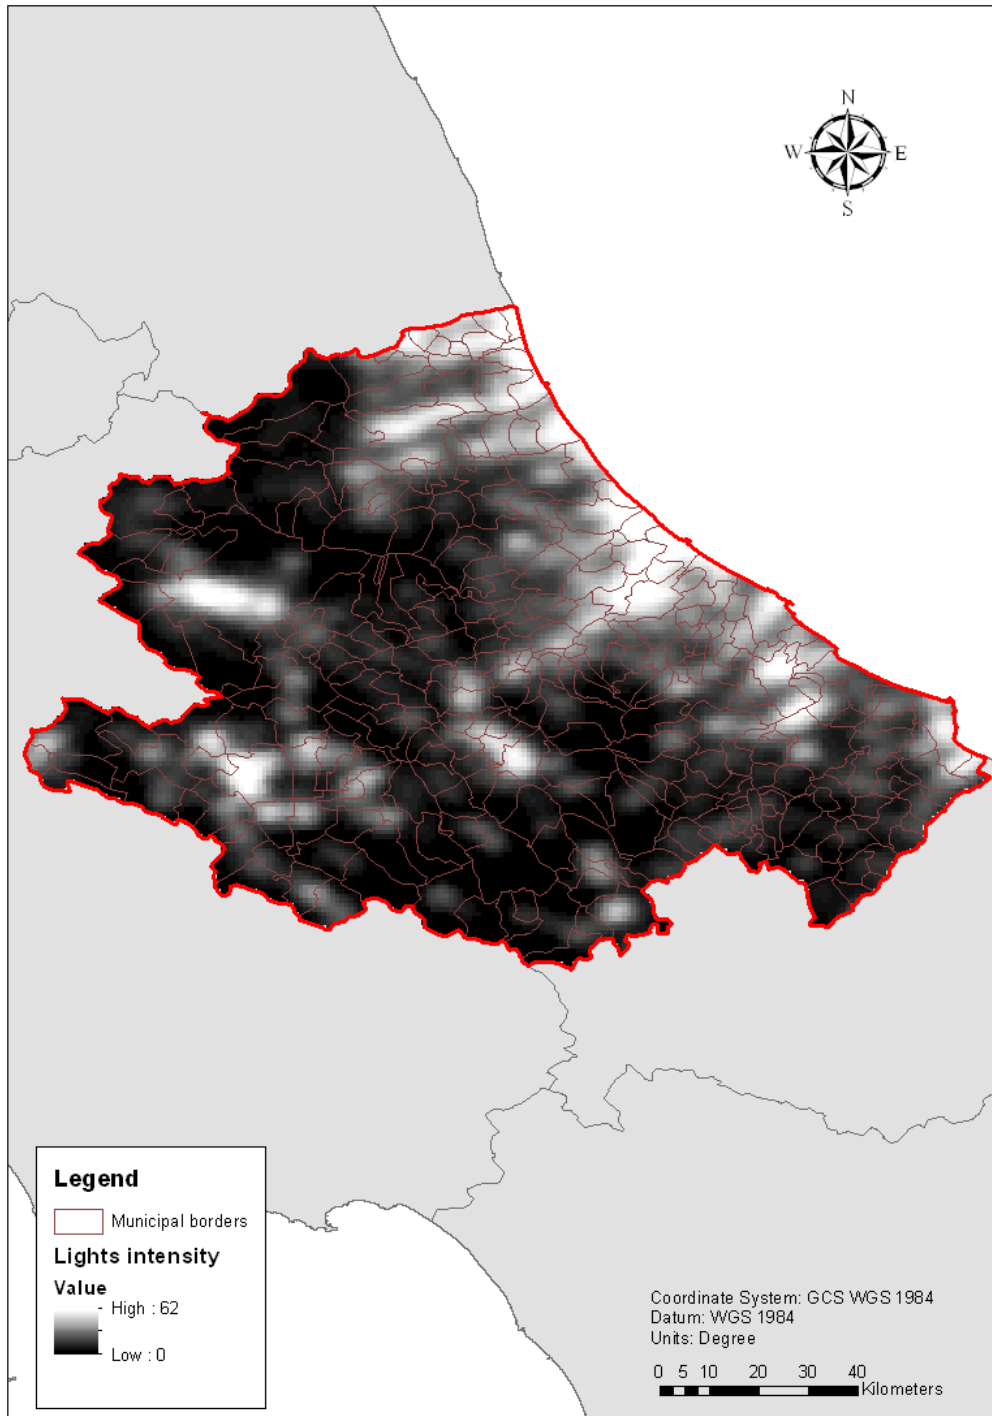 N
W E
S
Legend
Municipal borders
Lights intensity
Value
High : 62
Low : 0
Coordinate System: GCS WGS 1984
Datum: WGS 1984
Units: Degree
0 5 10 20 30 40
Kilometers